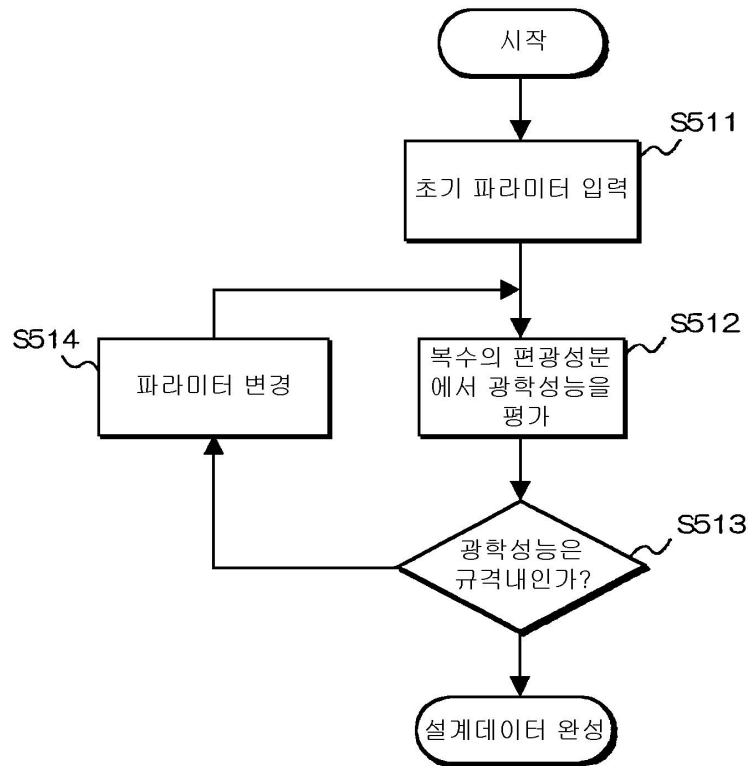 시작
S511
초기 파라미터 입력
S514
파라미터 변경
S512
복수의 편광성분
에서 광학성능을
평가
S513
광학성능은
규격내인가?
설계데이터 완성